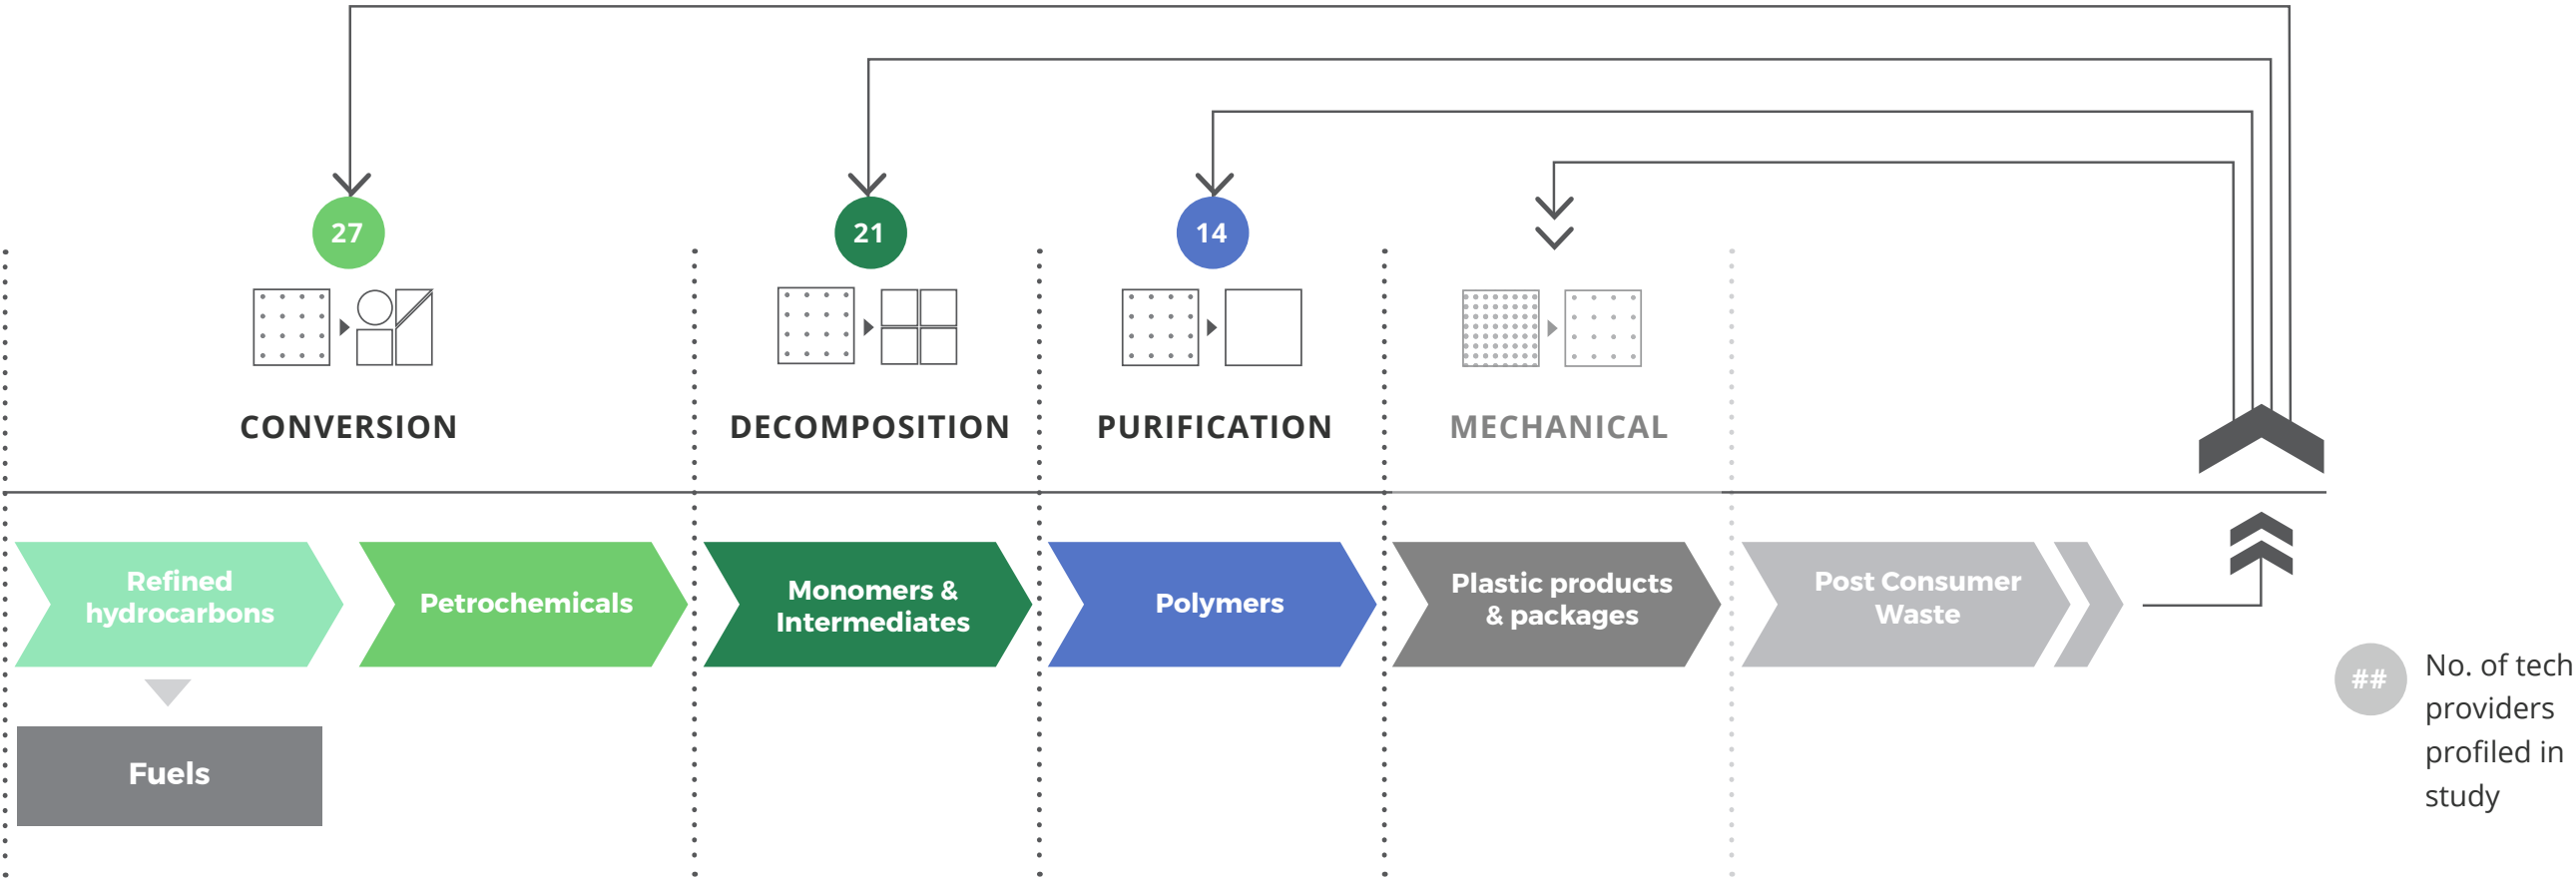 27
21
14
CONVERSION
DECOMPOSITION
PURIFICATION
MECHANICAL
Refined
hydrocarbons
Petrochemicals
Monomers &
Intermediates
Polymers
Plastic products
& packages
Post Consumer
Waste
Fuels
##
No. of tech
providers
profiled in
study